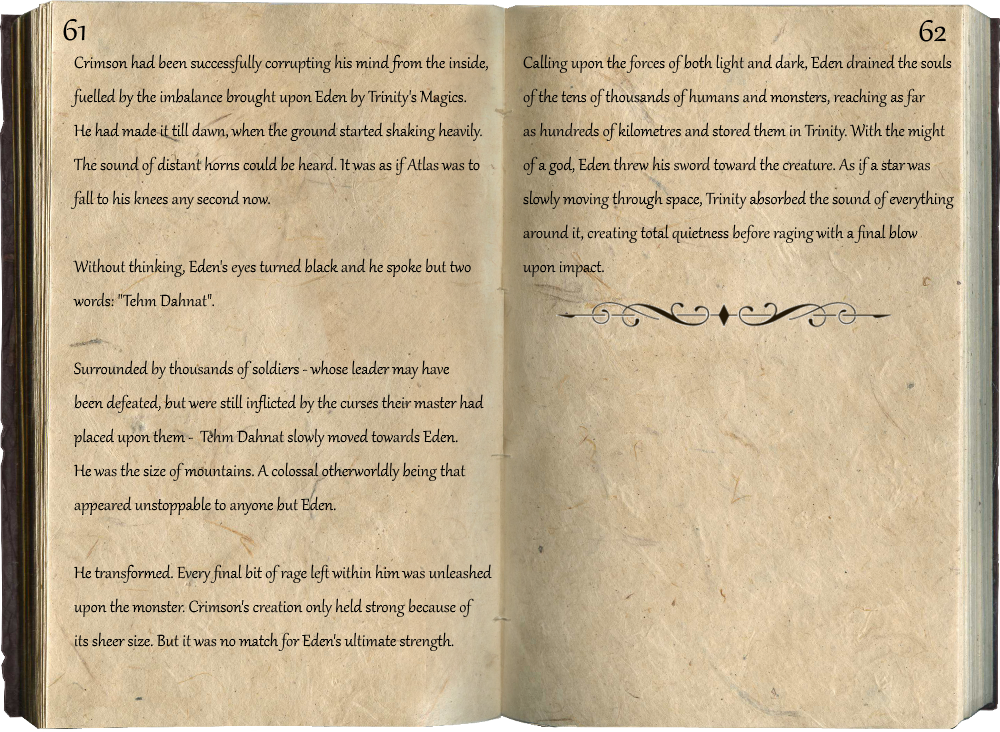 61
Crimson had been successfully corrupting his mind from the inside,
fuelled by the imbalance brought upon Eden by Trinity's Magics.
He had made it till dawn, when the ground started shaking heavily.
The sound of distant horns could be heard. It was as if Atlas was to
fall to his knees any second now.
Without thinking, Eden's eyes turned black and he spoke but two
words: "Tehm Dahnat".
Surrounded by thousands of soldiers - whose leader may have
been defeated, but were still inflicted by the curses their master had
placed upon them -  Tehm Dahnat slowly moved towards Eden.
He was the size of mountains. A colossal otherworldly being that
appeared unstoppable to anyone but Eden.
He transformed. Every final bit of rage left within him was unleashed
upon the monster. Crimson's creation only held strong because of
its sheer size. But it was no match for Eden's ultimate strength.
62
Calling upon the forces of both light and dark, Eden drained the souls
of the tens of thousands of humans and monsters, reaching as far
as hundreds of kilometres and stored them in Trinity. With the might
of a god, Eden threw his sword toward the creature. As if a star was
slowly moving through space, Trinity absorbed the sound of everything
around it, creating total quietness before raging with a final blow
upon impact.